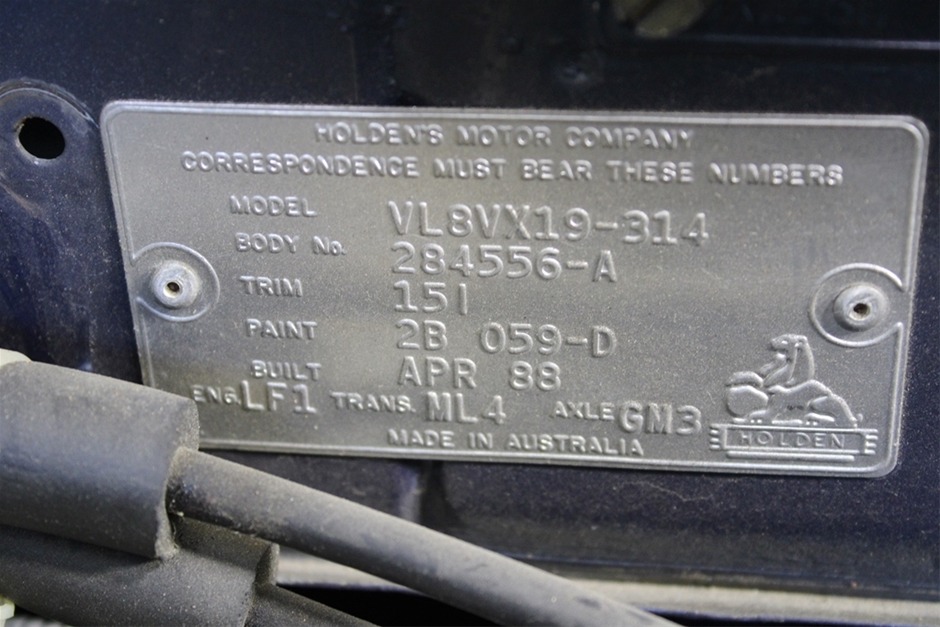 HOLDEN'S MOTOR COMPANY
CORRESPONDENCE MUST BEAR THESE NUMBERS
MODEL VL8VX19-314
BODY No. 284556-A
TRIM 15I
PAINT 2B 059-D
BUILT APR 88
ENG. LF1 TRANS. ML4 AXLE GM3
MADE IN AUSTRALIA
HOLDEN